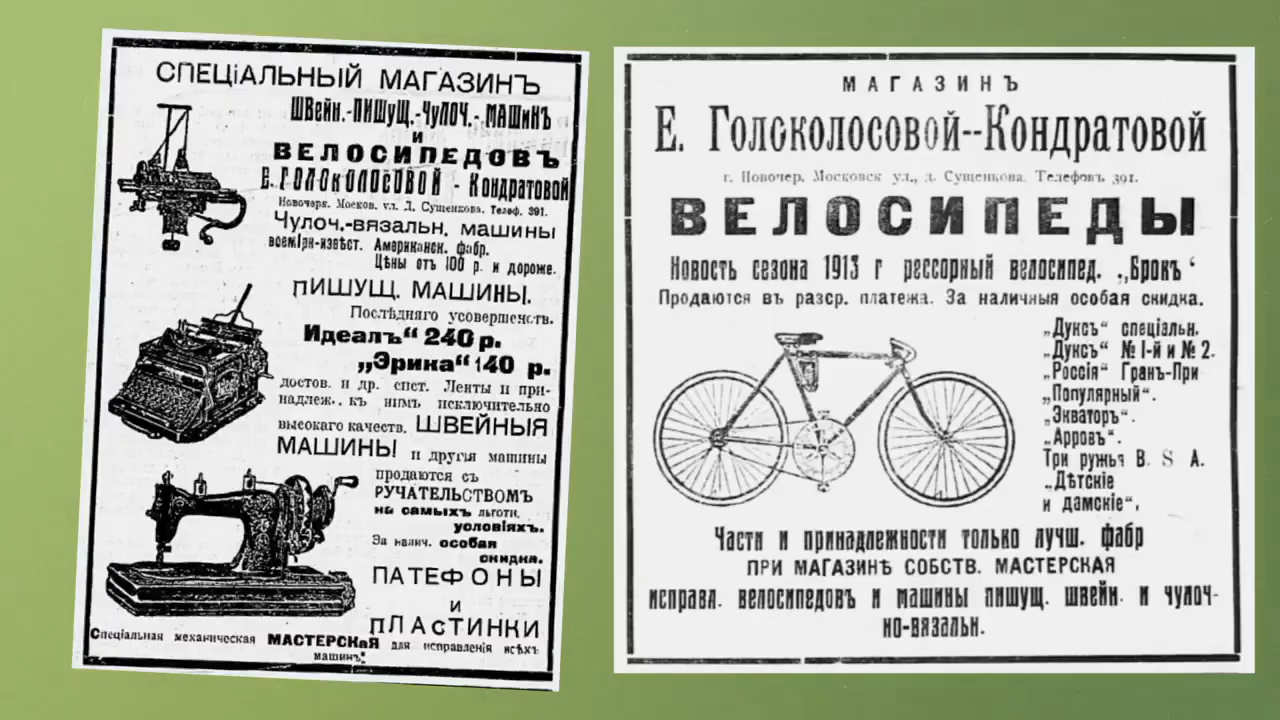 СПЕЦІАЛЬНЫЙ МАГАЗИНЪ
ШВЕЙН.-ПИШУЩ.-ЧУЛОЧ.-МАШИНЪ
И
ВЕЛОСИПЕДОВЪ
Е. ГОЛОКОЛОСОВОЙ - Кондратовой
Новочерк. Москов. ул. Д. Сущенкова. Телеф. 391.
Чулоч.-вязальн. машины
всемірн-извѣст. Американск. фабр.
Цѣны отъ 100 р. и дороже.
ПИШУЩ. МАШИНЫ.
Послѣдняго усовершенств.
Идеалъ“ 240 р.
„Эрика“ 140 р.
достов. и др. сист. Ленты и при-
надлеж. къ нимъ исключительно
высокаго качеств. ШВЕЙНЫЯ
МАШИНЫ и другія машины
продаются съ
РУЧАТЕЛЬСТВОМЪ
на самыхъ льготн.
условіяхъ.
За налич. особая
скидка.
ПАТЕФОНЫ
И
ПЛАСТИНКИ
Спеціальная механическая МАСТЕРСКАЯ для исправленія всѣхъ
машинъ.
МАГАЗИНЪ
Е. Голоколосовой--Кондратовой
г. Новочер. Московск ул., д. Сущенкова. Телефонъ 391.
ВЕЛОСИПЕДЫ
Новость сезона 1913 г рессорный велосипед. „Брокъ“
Продаются въ разср. платежа. За наличныя особая скидка.
„Дуксъ“ спеціальн.
„Дуксъ“ № 1-й и № 2.
„Россія“ Гранъ-При
„Популярный“.
„Экваторъ“.
„Арровъ“.
Три ружья B. S A.
„Дѣтскіе
и дамскіе“,
Части и принадлежности только лучш. фабр
ПРИ МАГАЗИНѢ СОБСТВ. МАСТЕРСКАЯ
исправл. велосипедовъ и машины пишущ. швейн. и чулоч-
но-вязальн.